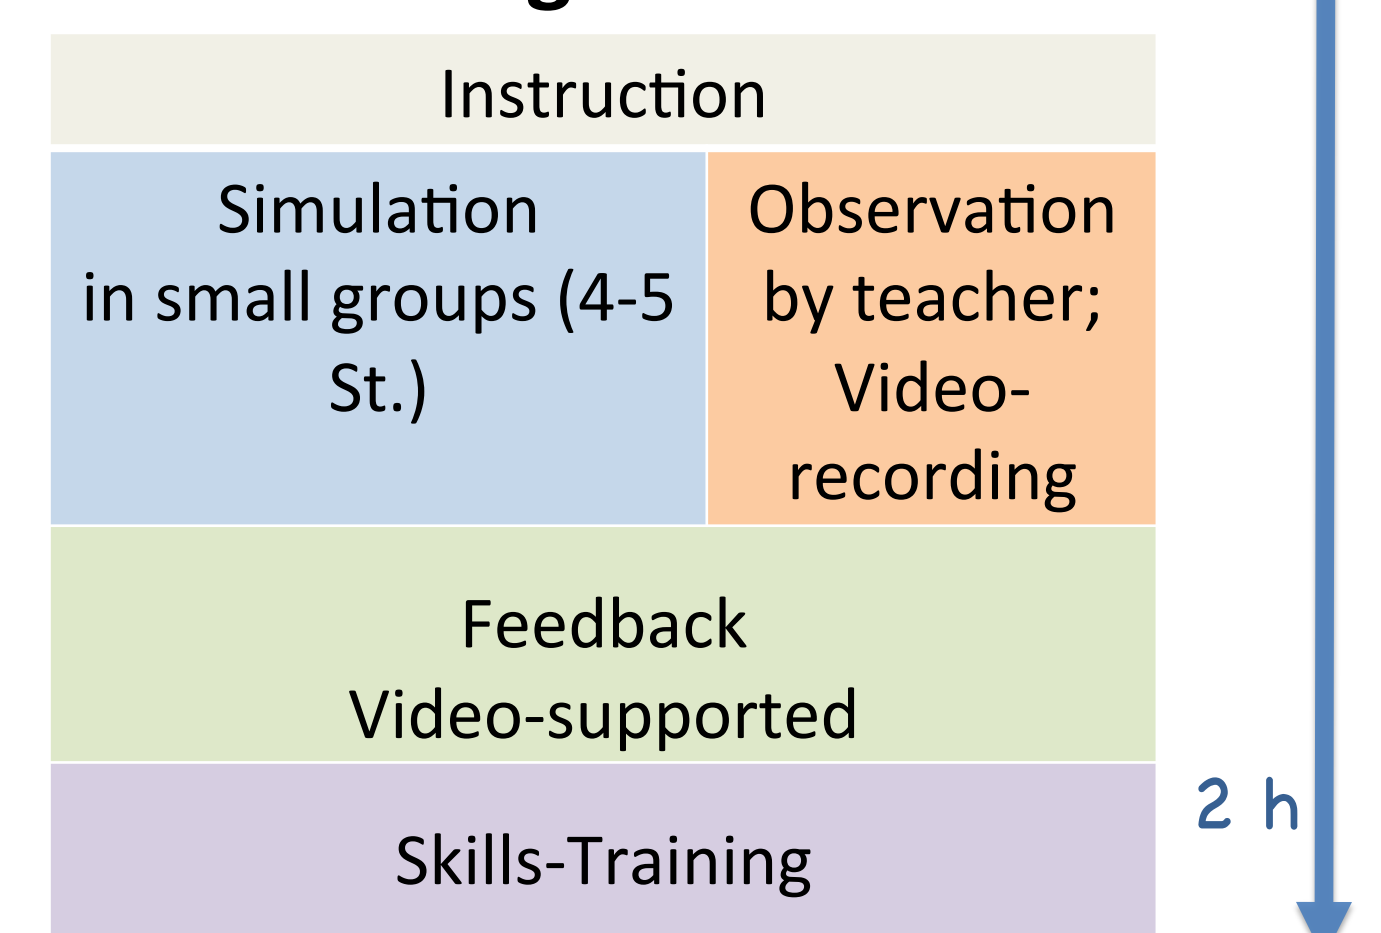 Instruction
Simulation
in small groups (4-5
St.)
Observation
by teacher;
Video-
recording
Feedback
Video-supported
2 h
Skills-Training